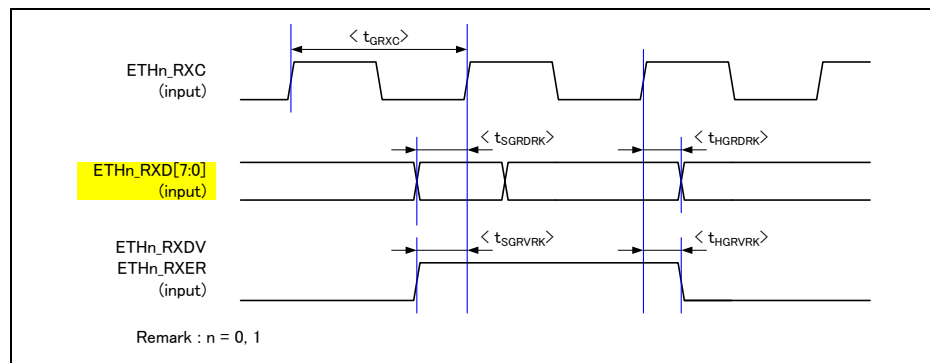 < tGRXC>
ETHn_RXC
(input)
< tSGRDRK>
< tHGRDRK>
ETHn_RXD[7:0]
(input)
< tSGRVRK>
< tHGRVRK>
ETHn_RXDV
ETHn_RXER
(input)
Remark : n = 0, 1